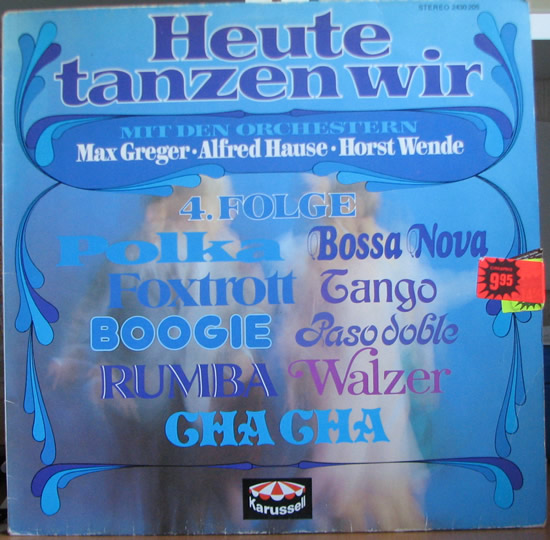 STEREO 2430 205
Heute
tanzen wir
MIT DEN ORCHESTERN
Max Greger · Alfred Hause · Horst Wende
4. FOLGE
Polka Bossa Nova
Foxtrott Tango
BOOGIE Paso doble
RUMBA Walzer
CHA CHA
9.95
Karussell